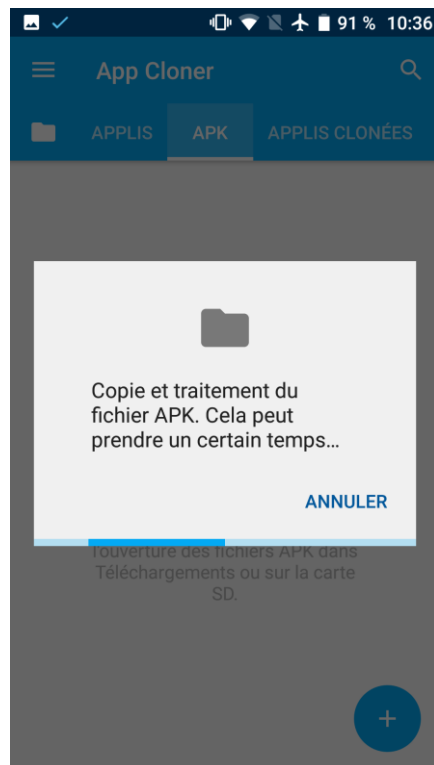 91 % 10:36
App Cloner
APPLIS APK APPLIS CLONÉES
Copie et traitement du
fichier APK. Cela peut
prendre un certain temps...
ANNULER
l'ouverture des fichiers APK dans
Téléchargements ou sur la carte
SD.